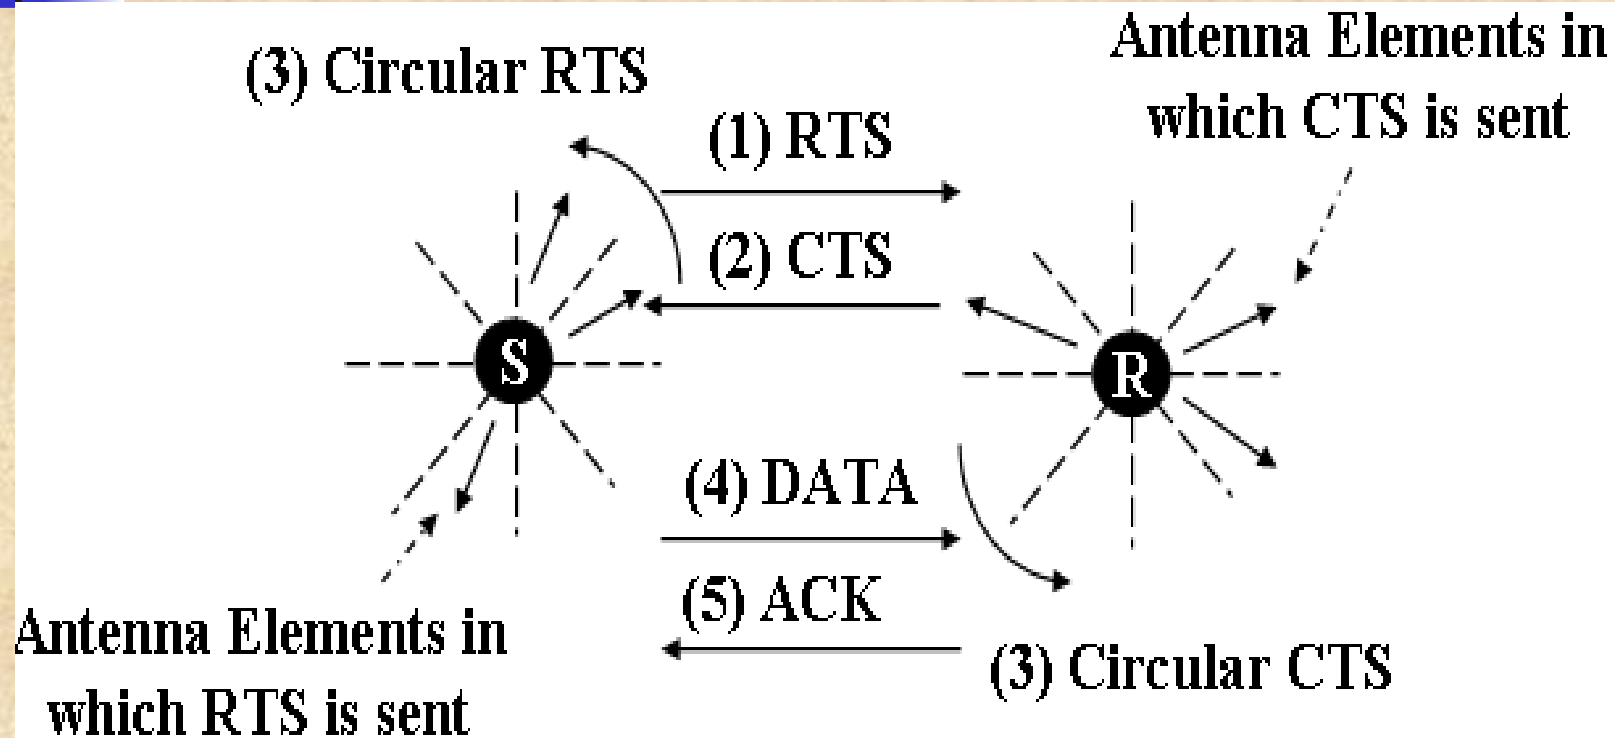 Antenna Elements in
which CTS is sent
(3) Circular RTS
(1) RTS
(2) CTS
S
R
(4) DATA
(5) ACK
Antenna Elements in
which RTS is sent
(3) Circular CTS